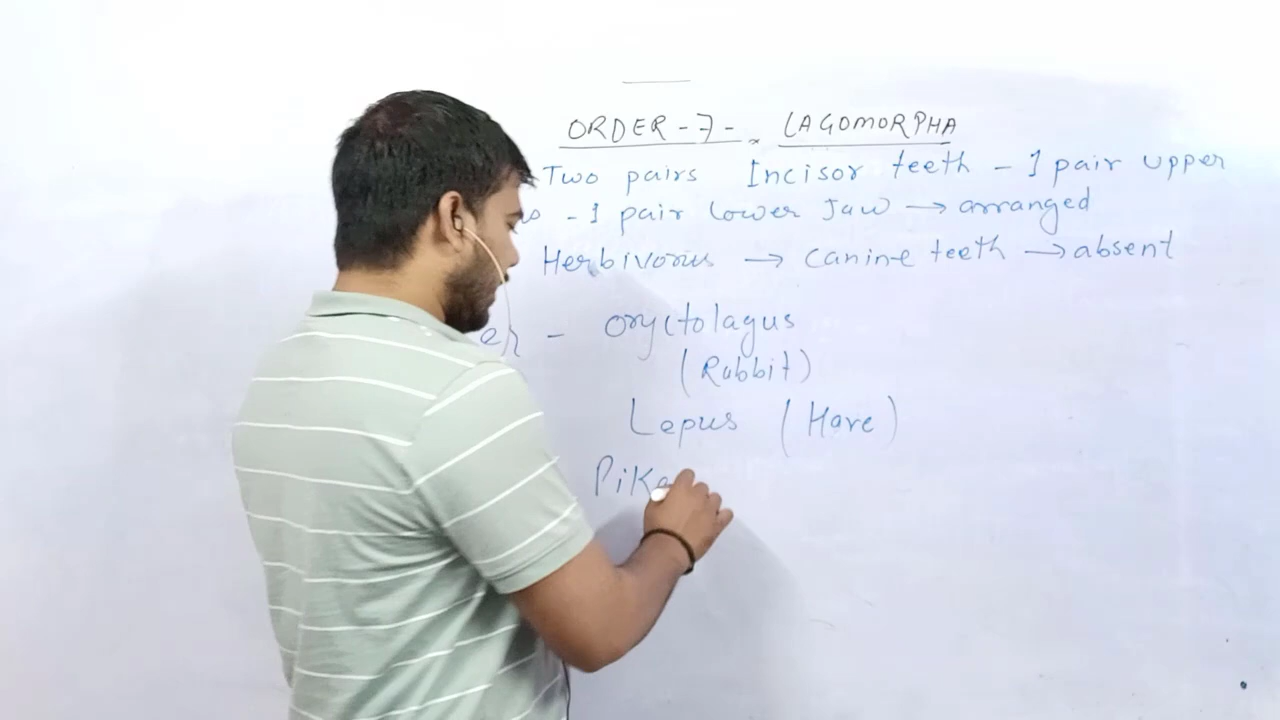 ORDER - 7 - LAGOMORPHA
Two pairs Incisor teeth - 1 pair upper
- 1 pair lower Jaw → arranged
Herbivorus → canine teeth → absent
- Oryctolagus
(Rabbit)
Lepus (Hare)
Pika